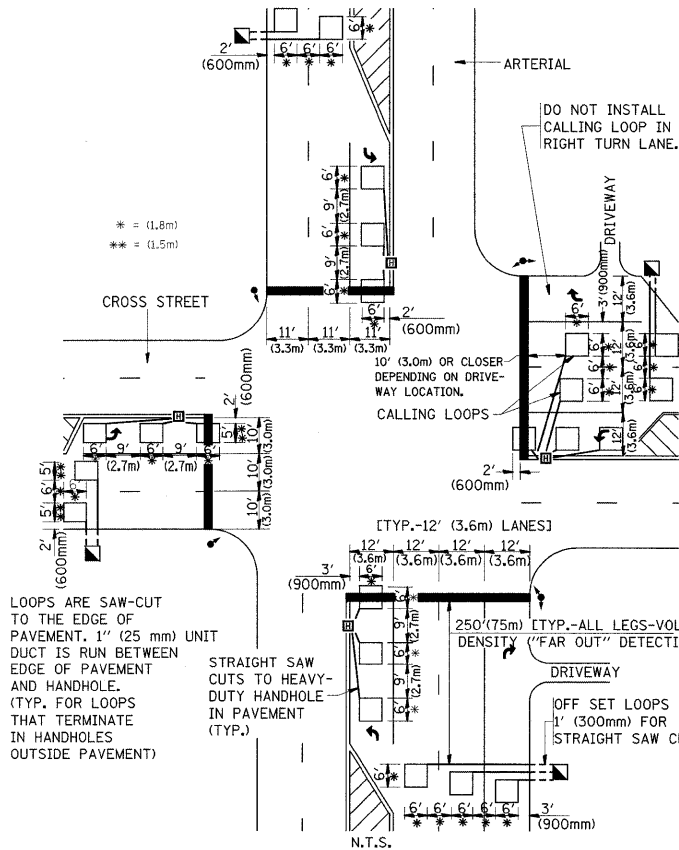 6' 6' 6'
* * *
6' *
2'
(600mm)
ARTERIAL
DO NOT INSTALL
CALLING LOOP IN
RIGHT TURN LANE.
DRIVEWAY
* = (1.8m)
** = (1.5m)
6' *
9' (2.7m)
6' *
9' (2.7m)
6' *
H
CROSS STREET
6'
*
2'
(600mm)
11' 11' 11'
(3.3m) (3.3m) (3.3m)
3'(900mm)
12'
(3.6m)
6'
*
10' (3.0m) OR CLOSER
DEPENDING ON DRIVE-
WAY LOCATION.
CALLING LOOPS
6' * 12' (3.6m) 6' *
6' * 12' (3.6m) 6' *
12'
(3.6m)
H
2'
(600mm)
2'
(600mm)
H
6' 9' 6' 9' 6'
* (2.7m) * (2.7m) *
5' **
10'
(3.0m)
10'
(3.0m)
10'
(3.0m)
5' **
6' *
5' **
6'
*
2'
(600mm)
[TYP.-12' (3.6m) LANES]
12' 12' 12' 12'
(3.6m) (3.6m) (3.6m) (3.6m)
3'
(900mm)
6'
*
LOOPS ARE SAW-CUT
TO THE EDGE OF
PAVEMENT. 1" (25 mm) UNIT
DUCT IS RUN BETWEEN
EDGE OF PAVEMENT
AND HANDHOLE.
(TYP. FOR LOOPS
THAT TERMINATE
IN HANDHOLES
OUTSIDE PAVEMENT)
STRAIGHT SAW
CUTS TO HEAVY-
DUTY HANDHOLE
IN PAVEMENT
(TYP.)
H
6' *
9' (2.7m)
6' *
9' (2.7m)
6' *
250'(75m) [TYP.-ALL LEGS-VOL
DENSITY "FAR OUT" DETECTI
DRIVEWAY
OFF SET LOOPS
1' (300mm) FOR
STRAIGHT SAW C
6' *
6' 6' 6' 6' 6'
* * * * *
3'
(900mm)
N.T.S.